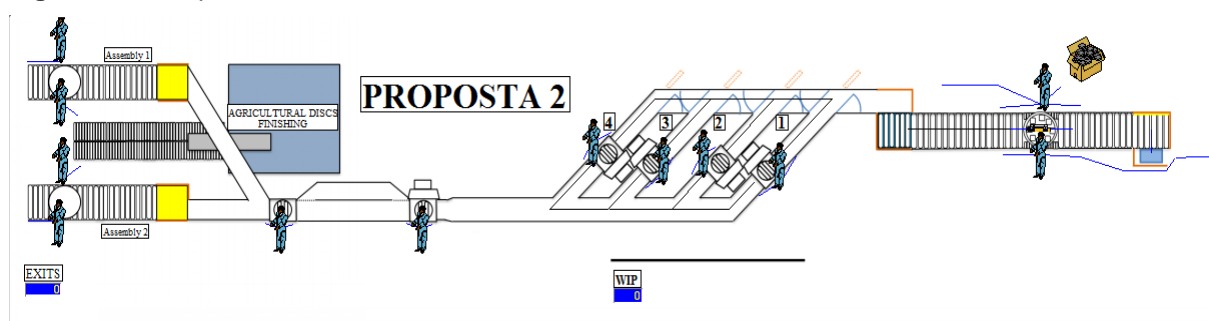 Assembly 1
AGRICULTURAL DISCS
FINISHING
PROPOSTA 2
4
3
2
1
Assembly 2
EXITS
0
WIP
0